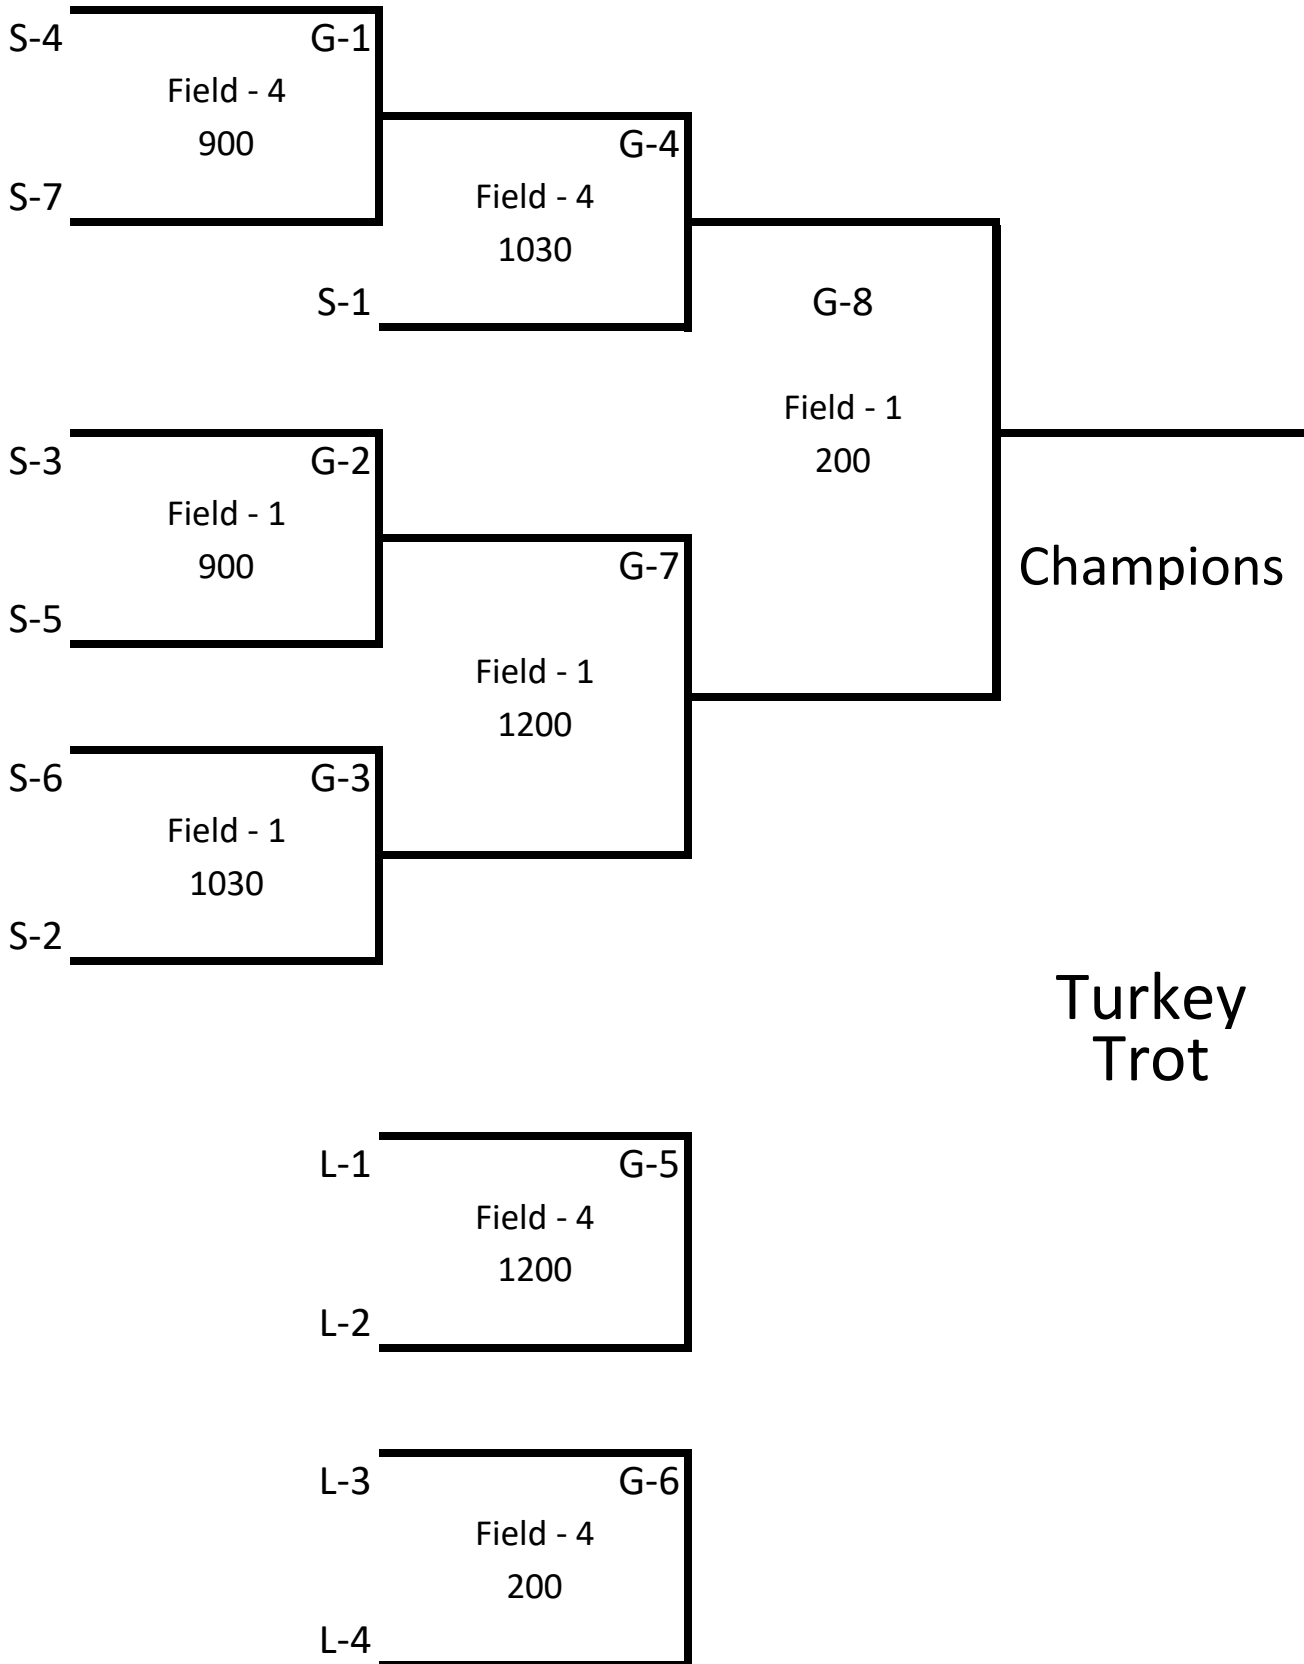 S-4
G-1
Field - 4
900
S-7
G-4
Field - 4
1030
S-1
G-8
Field - 1
200
S-3
G-2
Field - 1
900
S-5
G-7
Field - 1
1200
Champions
S-6
G-3
Field - 1
1030
S-2
Turkey
Trot
L-1
G-5
Field - 4
1200
L-2
L-3
G-6
Field - 4
200
L-4